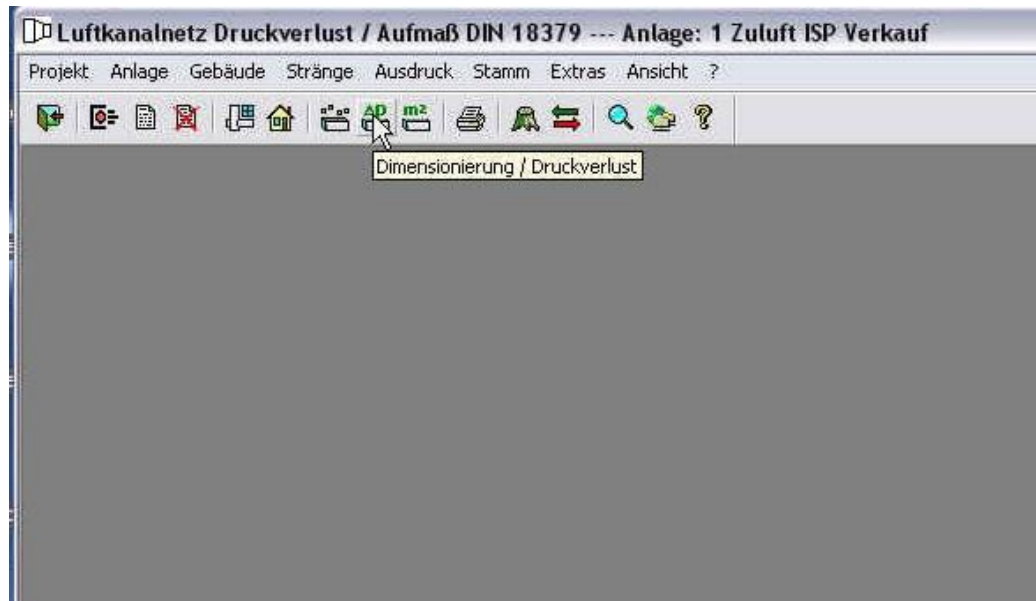 Luftkanalnetz Druckverlust / Aufmaß DIN 18379 --- Anlage: 1 Zuluft ISP Verkauf
Projekt Anlage Gebäude Stränge Ausdruck Stamm Extras Ansicht ?
m2
Dimensionierung / Druckverlust